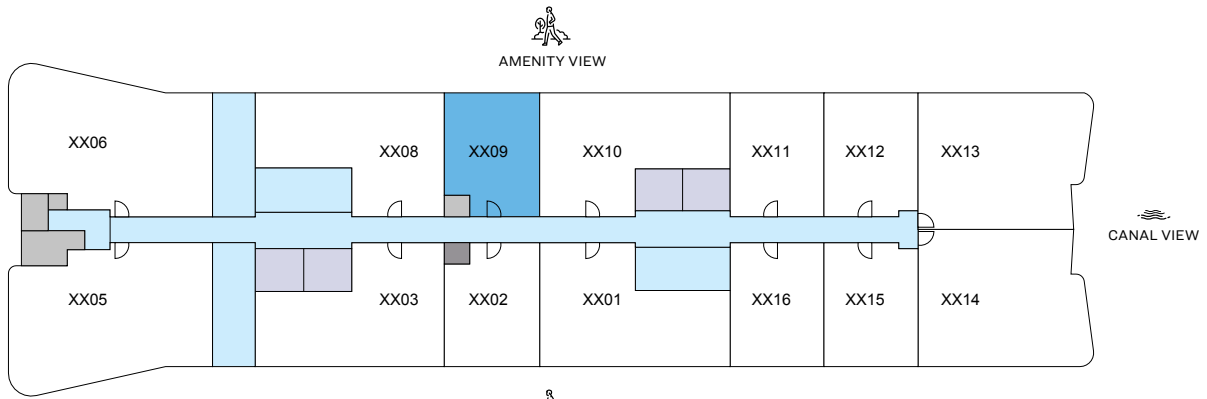 AMENITY VIEW
XX06
XX08
XX09
XX10
XX11
XX12
XX13
CANAL VIEW
XX05
XX03
XX02
XX01
XX16
XX15
XX14